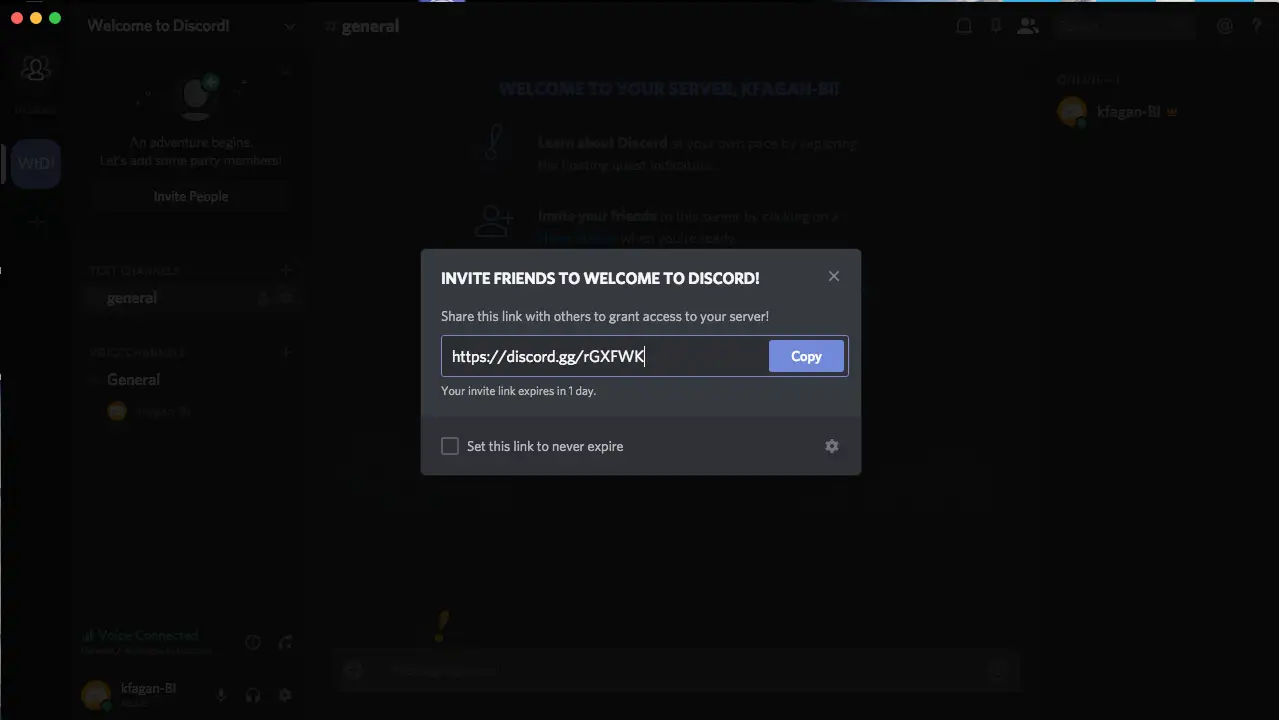 Welcome to Discord!
# general
WELCOME TO YOUR SERVER, KFAGAN-BI!
kfagan-BI
An adventure begins.
Let's add some party members!
WtD!
Invite People
Learn about Discord at your own pace by exploring
the floating quest indicators.
Invite your friends to this server by clicking on a
when you're ready.
TEXT CHANNELS
general
VOICE CHANNELS
General
kfagan-BI
INVITE FRIENDS TO WELCOME TO DISCORD!
Share this link with others to grant access to your server!
https://discord.gg/rGXFWK
Copy
Your invite link expires in 1 day.
Set this link to never expire
Voice Connected
kfagan-BI